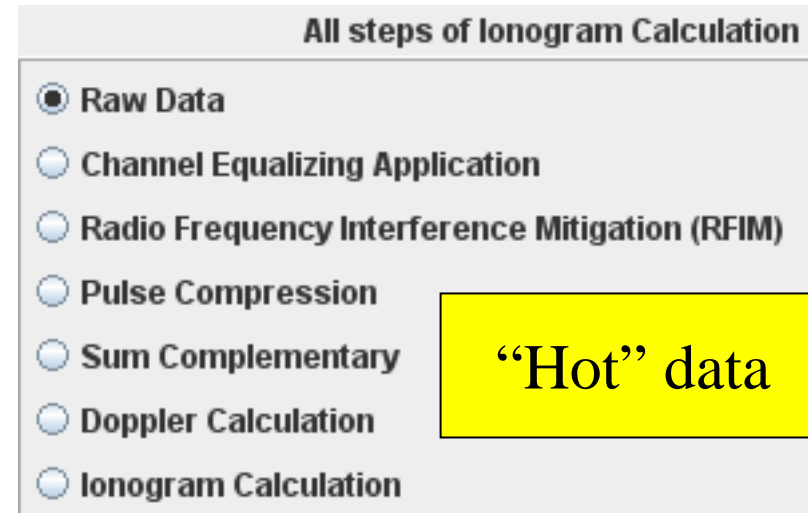 All steps of Ionogram Calculation
Raw Data
Channel Equalizing Application
Radio Frequency Interference Mitigation (RFIM)
Pulse Compression
Sum Complementary
Doppler Calculation
Ionogram Calculation
“Hot” data